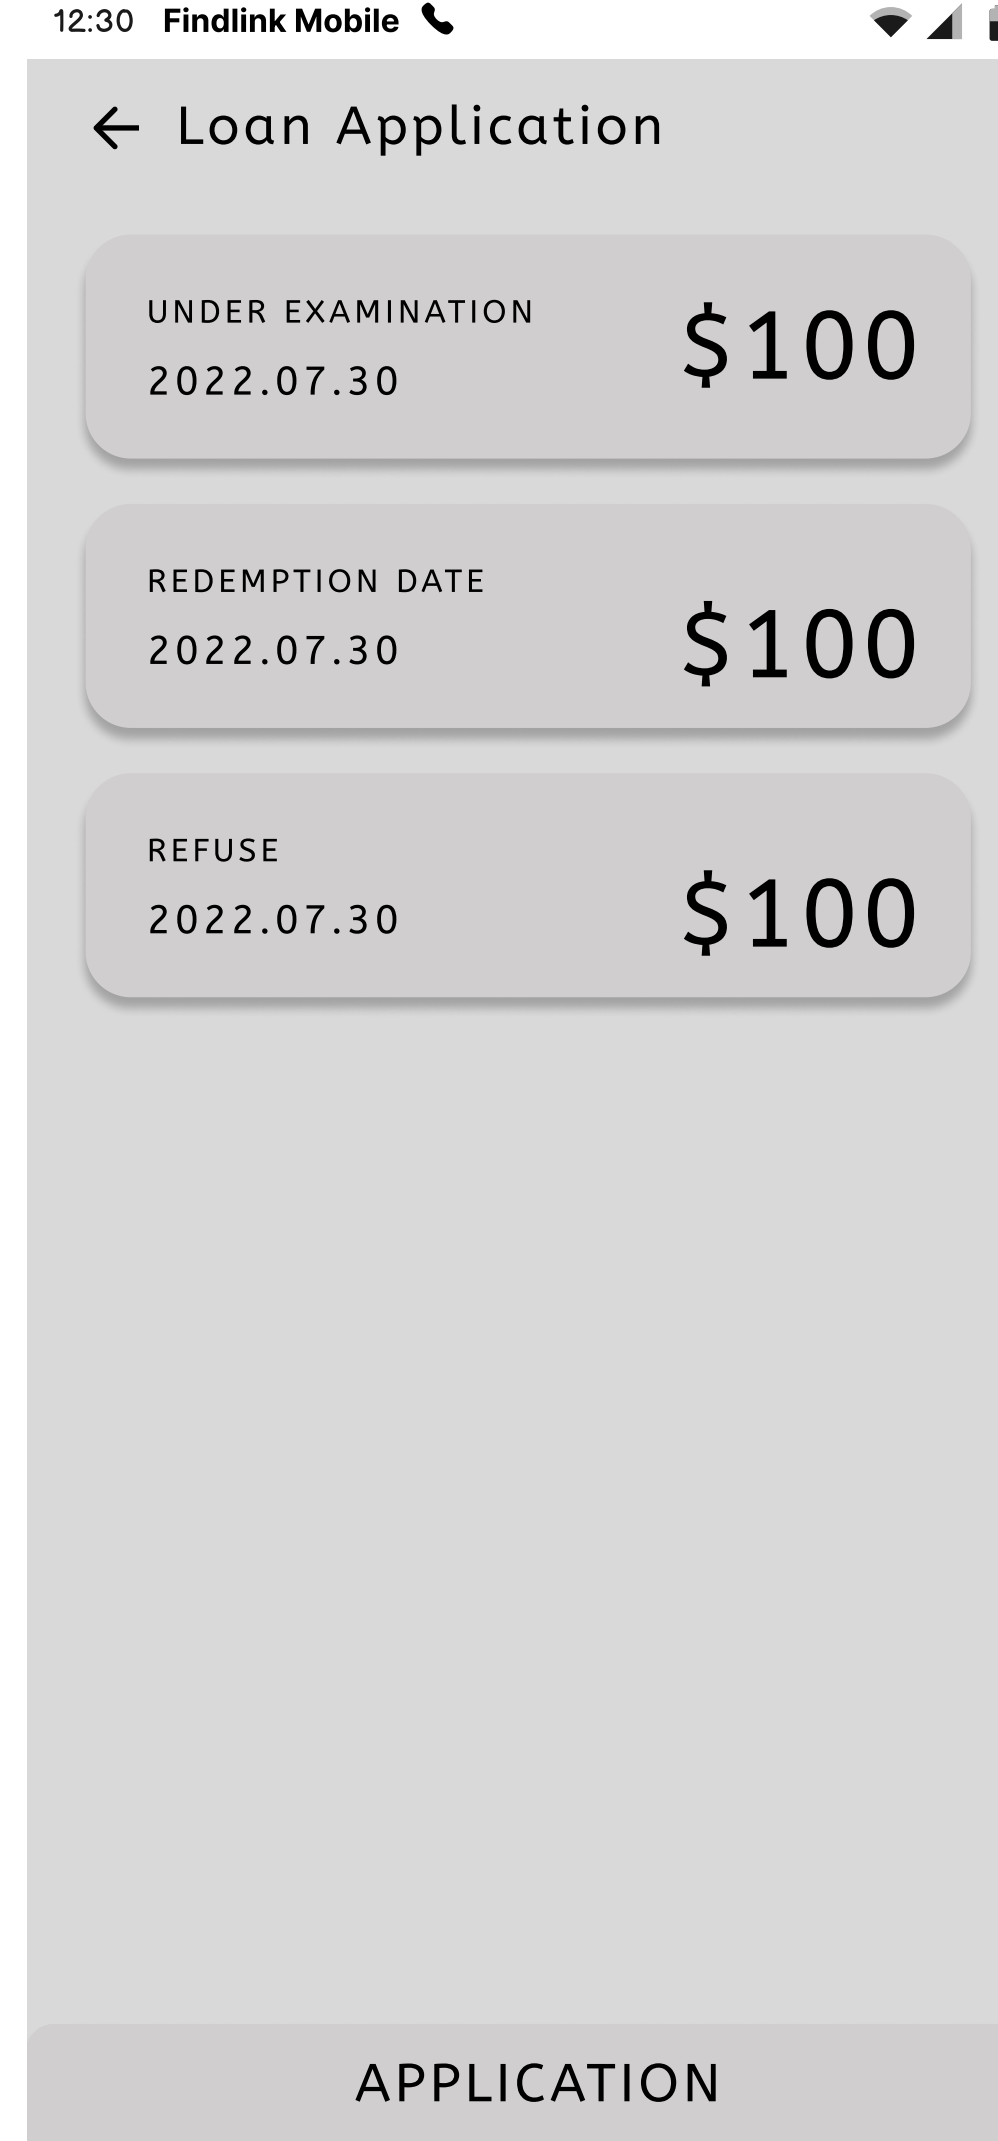 12:30 Findlink Mobile
Loan Application
UNDER EXAMINATION
2022.07.30
$100
REDEMPTION DATE
2022.07.30
$100
REFUSE
2022.07.30
$100
APPLICATION